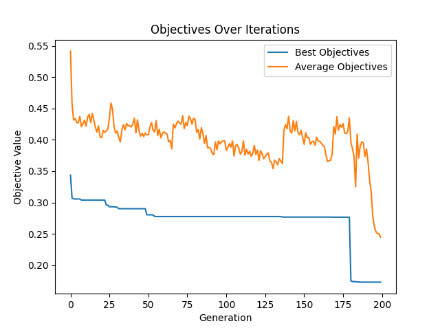 Objectives Over Iterations
Best Objectives
Average Objectives
Objective Value
0.55
0.50
0.45
0.40
0.35
0.30
0.25
0.20
0 25 50 75 100 125 150 175 200
Generation